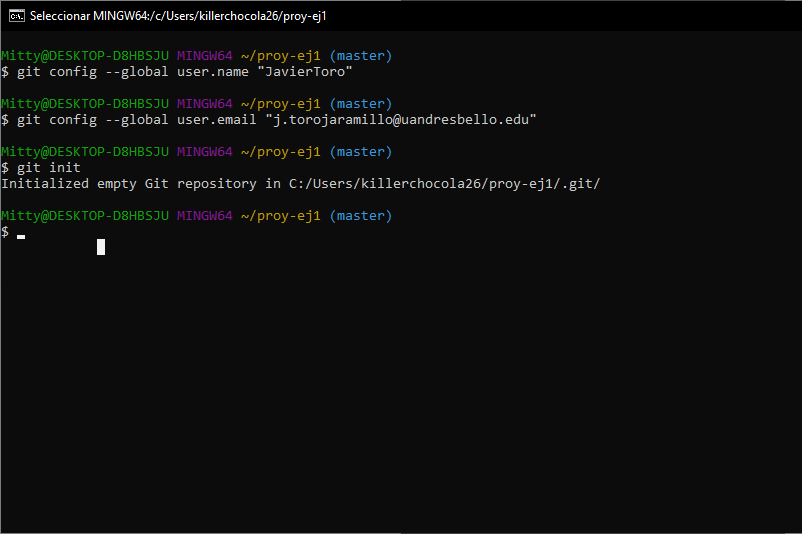 Seleccionar MINGW64:/c/Users/killerchocola26/proy-ej1
Mitty@DESKTOP-D8HBSJU MINGW64 ~/proy-ej1 (master)
$ git config --global user.name "JavierToro"
Mitty@DESKTOP-D8HBSJU MINGW64 ~/proy-ej1 (master)
$ git config --global user.email "j.torojaramillo@uandresbello.edu"
Mitty@DESKTOP-D8HBSJU MINGW64 ~/proy-ej1 (master)
$ git init
Initialized empty Git repository in C:/Users/killerchocola26/proy-ej1/.git/
Mitty@DESKTOP-D8HBSJU MINGW64 ~/proy-ej1 (master)
$